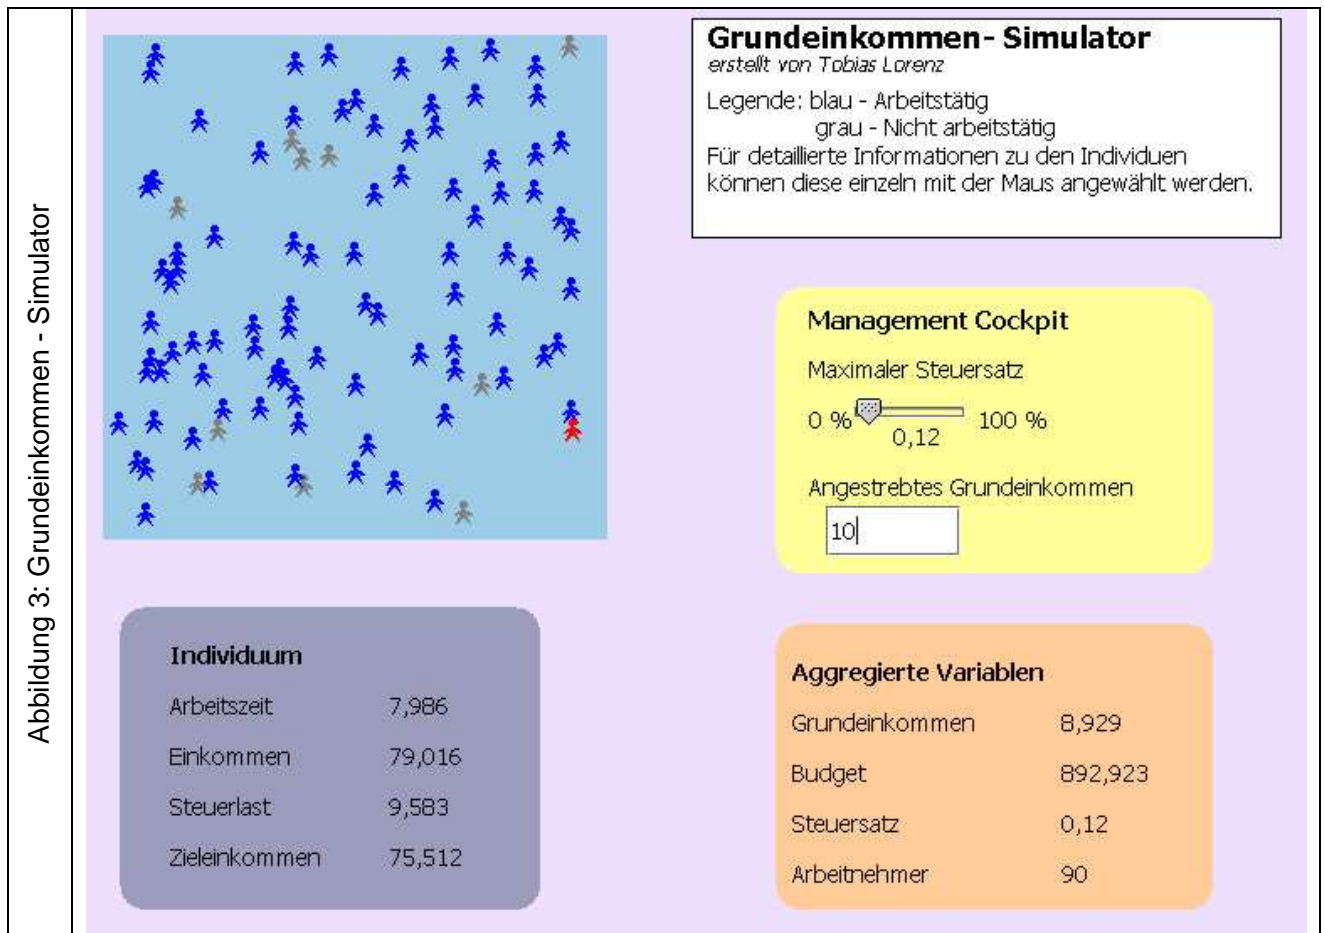 Abbildung 3: Grundeinkommen - Simulator
Grundeinkommen- Simulator
erstellt von Tobias Lorenz
Legende: blau - Arbeitstätig
grau - Nicht arbeitstätig
Für detaillierte Informationen zu den Individuen
können diese einzeln mit der Maus angewählt werden.
Management Cockpit
Maximaler Steuersatz
0 % 100 %
0,12
Angestrebtes Grundeinkommen
10
Individuum
Arbeitszeit 7,986
Einkommen 79,016
Steuerlast 9,583
Zieleinkommen 75,512
Aggregierte Variablen
Grundeinkommen 8,929
Budget 892,923
Steuersatz 0,12
Arbeitnehmer 90